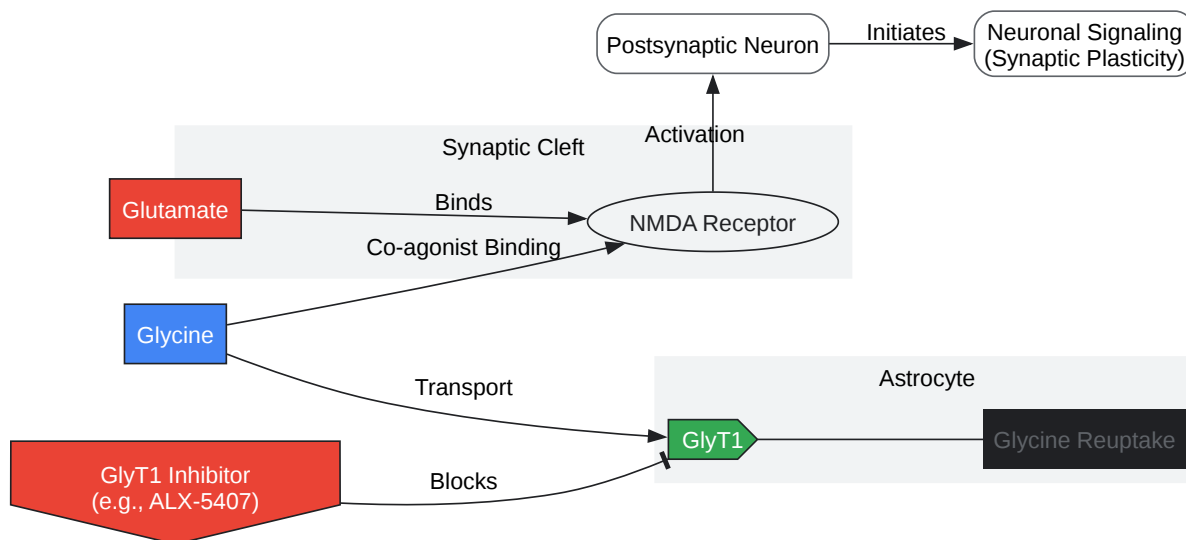 Postsynaptic Neuron
Initiates
Neuronal Signaling
(Synaptic Plasticity)
Activation
Synaptic Cleft
Glutamate
Binds
NMDA Receptor
Co-agonist Binding
Glycine
Transport
Astrocyte
GlyT1
Glycine Reuptake
GlyT1 Inhibitor
(e.g., ALX-5407)
Blocks